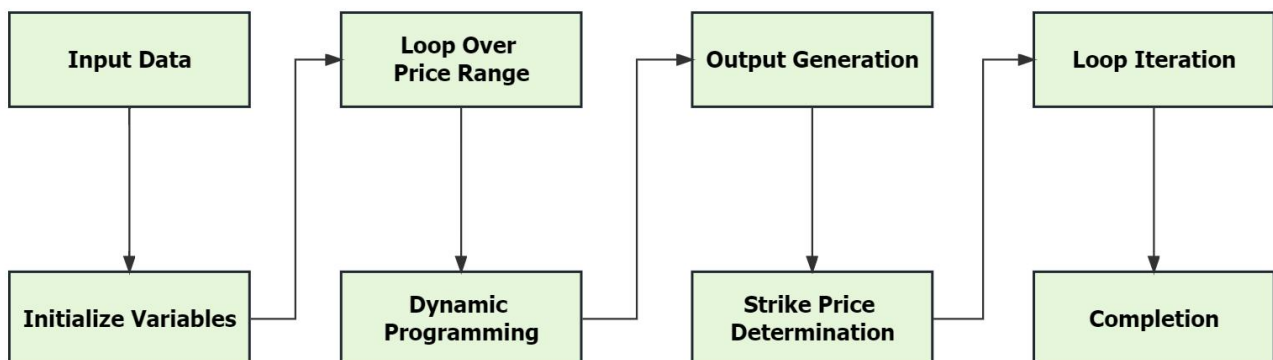 Input Data
Initialize Variables
Loop Over
Price Range
Dynamic
Programming
Output Generation
Strike Price
Determination
Loop Iteration
Completion